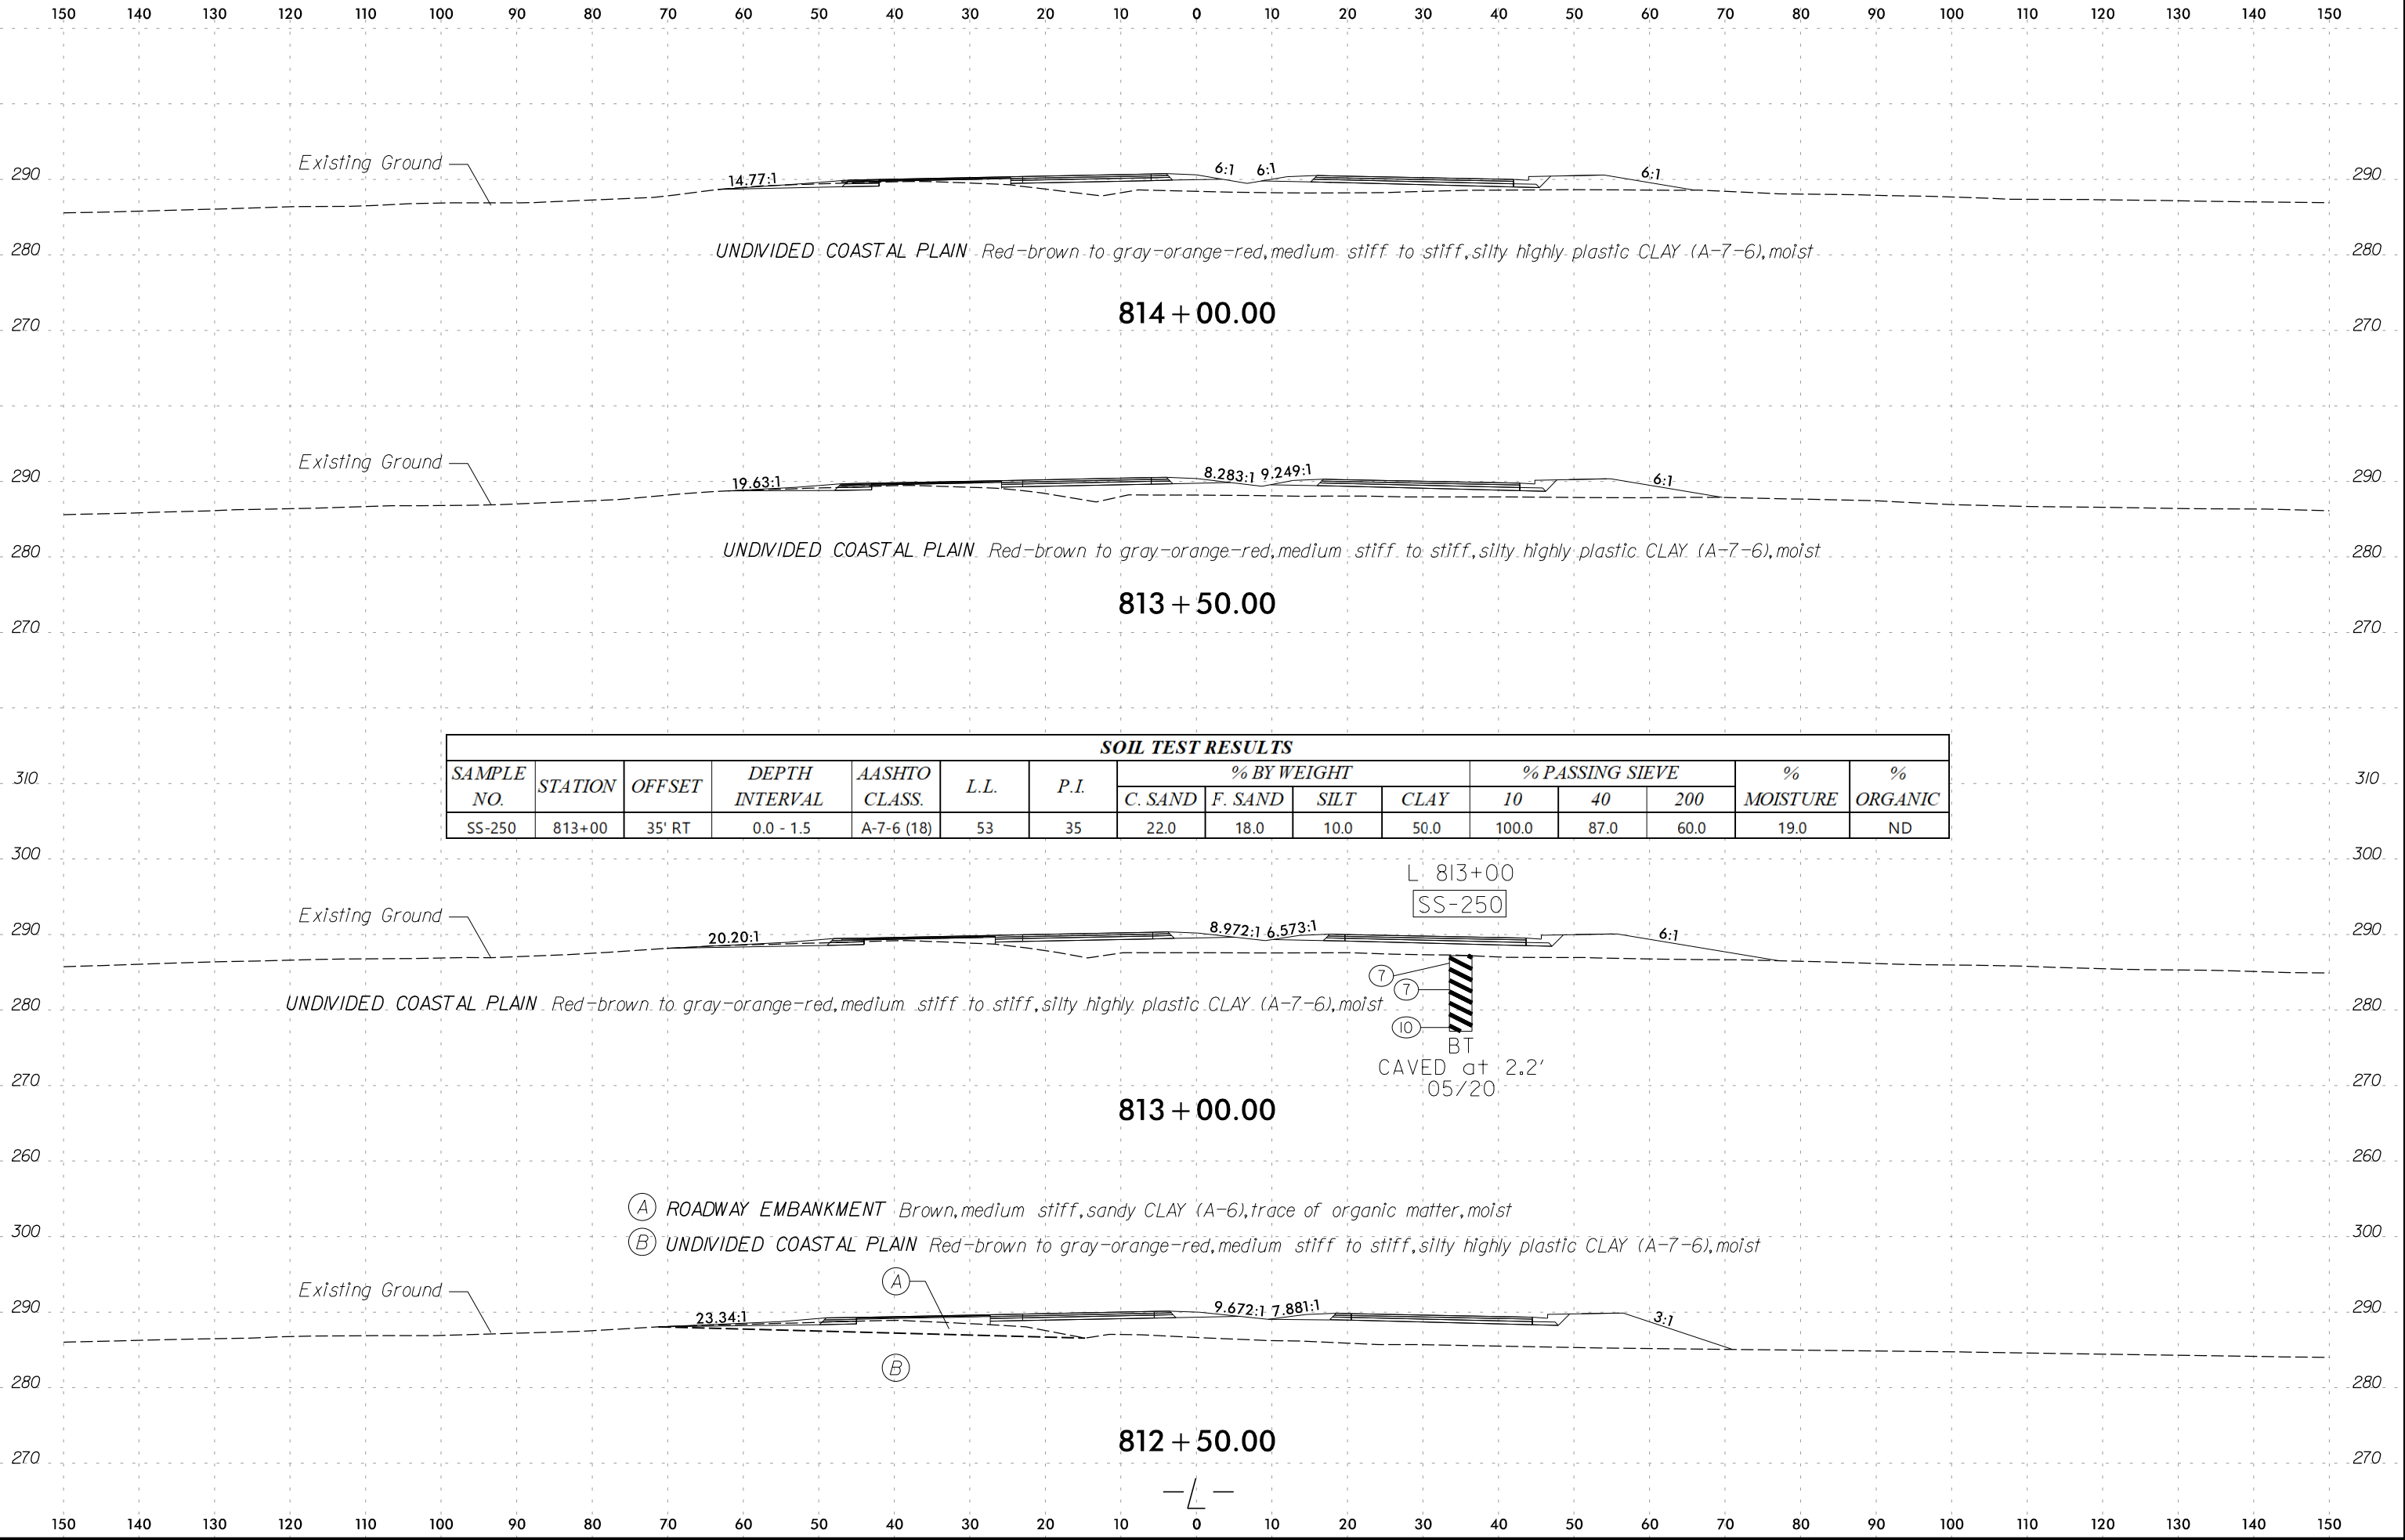 150 140 130 120 110 100 90 80 70 60 50 40 30 20 10 0 10 20 30 40 50 60 70 80 90 100 110 120 130 140 150
Existing Ground
290 14.77:1 6:1 6:1 6:1 290
280 UNDIVIDED COASTAL PLAIN Red-brown to gray-orange-red, medium stiff to stiff, silty highly plastic CLAY (A-7-6), moist 280
814+00.00
270 270
Existing Ground
290 19.63:1 8.283:1 9.249:1 6:1 290
280 UNDIVIDED COASTAL PLAIN Red-brown to gray-orange-red, medium stiff to stiff, silty highly plastic CLAY (A-7-6), moist 280
813+50.00
270 270
SOIL TEST RESULTS
310 310
SAMPLE NO. STATION OFFSET DEPTH INTERVAL AASHTO CLASS. L.L. P.I. % BY WEIGHT % PASSING SIEVE % MOISTURE % ORGANIC
C. SAND F. SAND SILT CLAY 10 40 200
SS-250 813+00 35' RT 0.0 - 1.5 A-7-6 (18) 53 35 22.0 18.0 10.0 50.0 100.0 87.0 60.0 19.0 ND
300 300
L 813+00
SS-250
Existing Ground
290 20.20:1 8.972:1 6.573:1 6:1 290
7
7
280 UNDIVIDED COASTAL PLAIN Red-brown to gray-orange-red, medium stiff to stiff, silty highly plastic CLAY (A-7-6), moist 280
10
BT
CAVED at 2.2'
270 270
05/20
813+00.00
260 260
A ROADWAY EMBANKMENT Brown, medium stiff, sandy CLAY (A-6), trace of organic matter, moist
300 300
B UNDIVIDED COASTAL PLAIN Red-brown to gray-orange-red, medium stiff to stiff, silty highly plastic CLAY (A-7-6), moist
A
Existing Ground
290 23.34:1 9.672:1 7.881:1 3:1 290
B
280 280
812+50.00
270 270
-L-
150 140 130 120 110 100 90 80 70 60 50 40 30 20 10 0 10 20 30 40 50 60 70 80 90 100 110 120 130 140 150